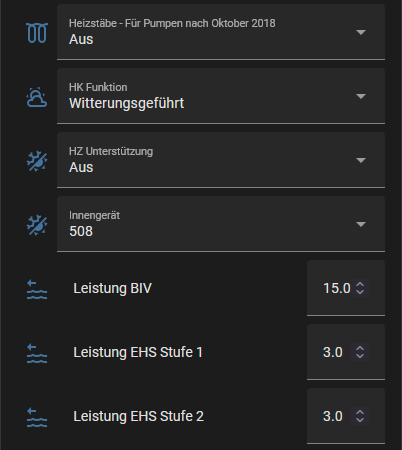 Heizstäbe - Für Pumpen nach Oktober 2018
Aus
HK Funktion
Witterungsgeführt
HZ Unterstützung
Aus
Innengerät
508
Leistung BIV 15.0
Leistung EHS Stufe 1 3.0
Leistung EHS Stufe 2 3.0